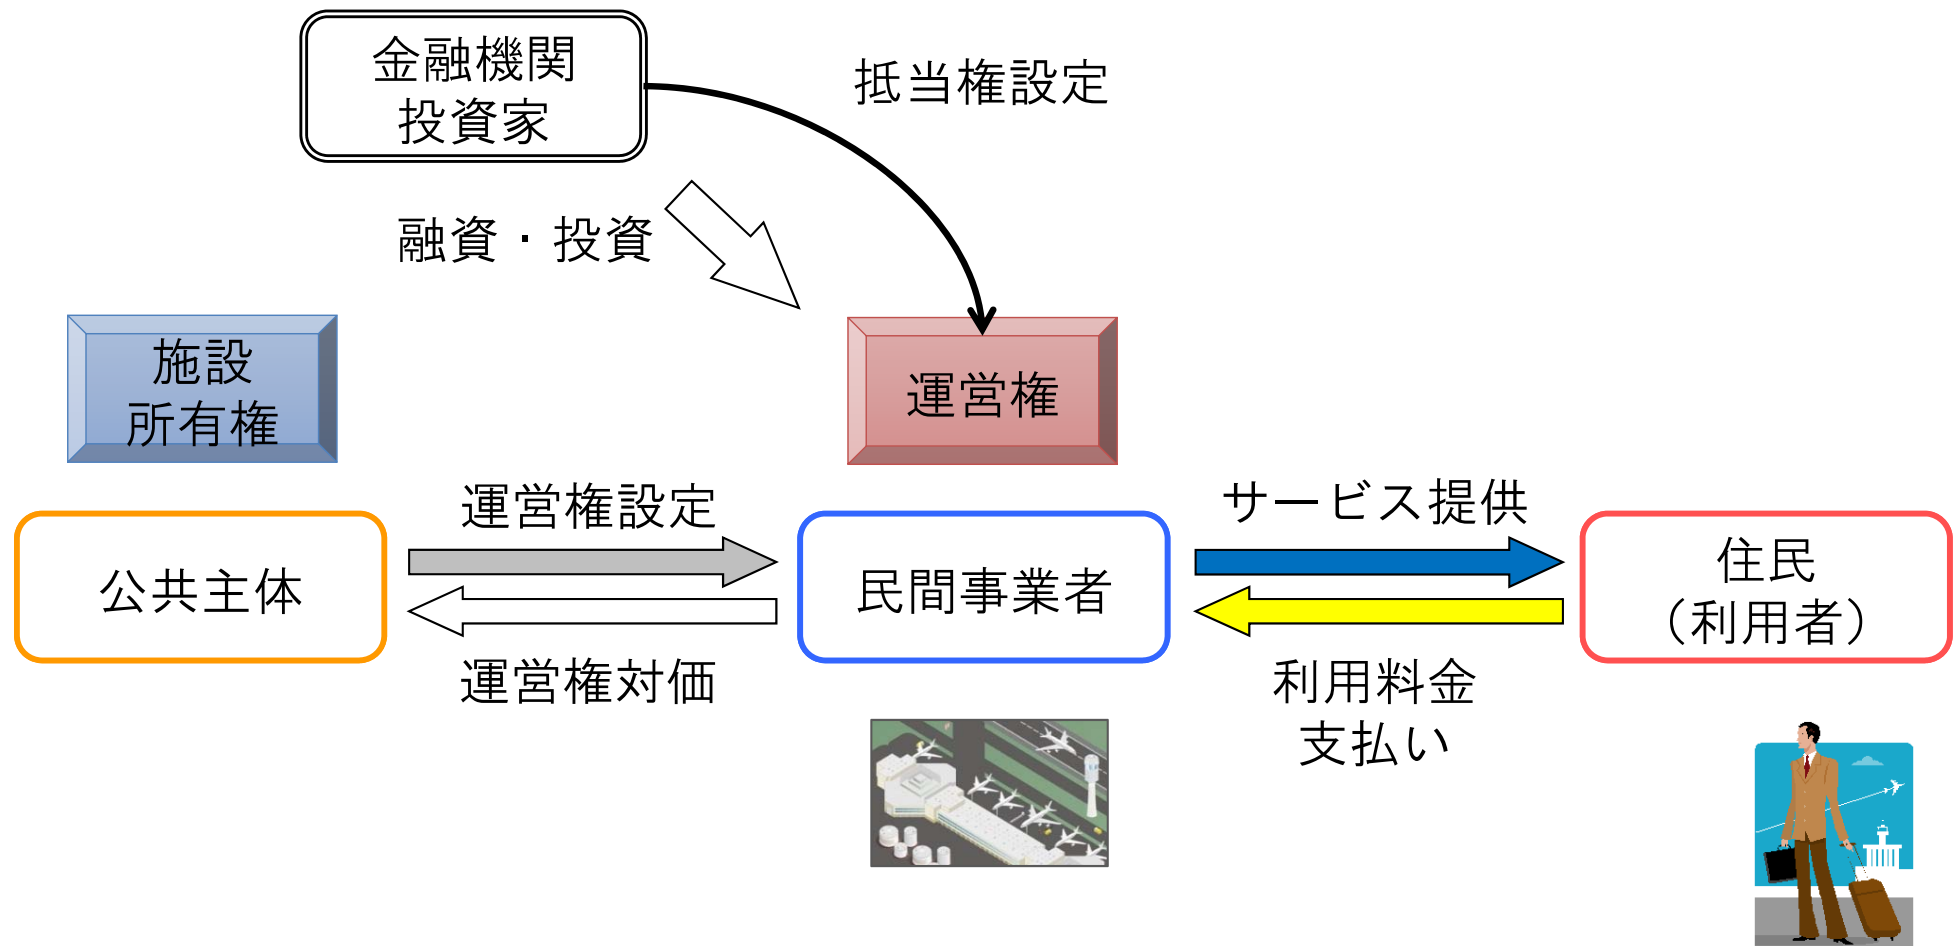 金融機関
投資家
抵当権設定
融資・投資
施設
所有権
運営権
運営権設定
サービス提供
公共主体
民間事業者
住民
（利用者）
運営権対価
利用料金
支払い